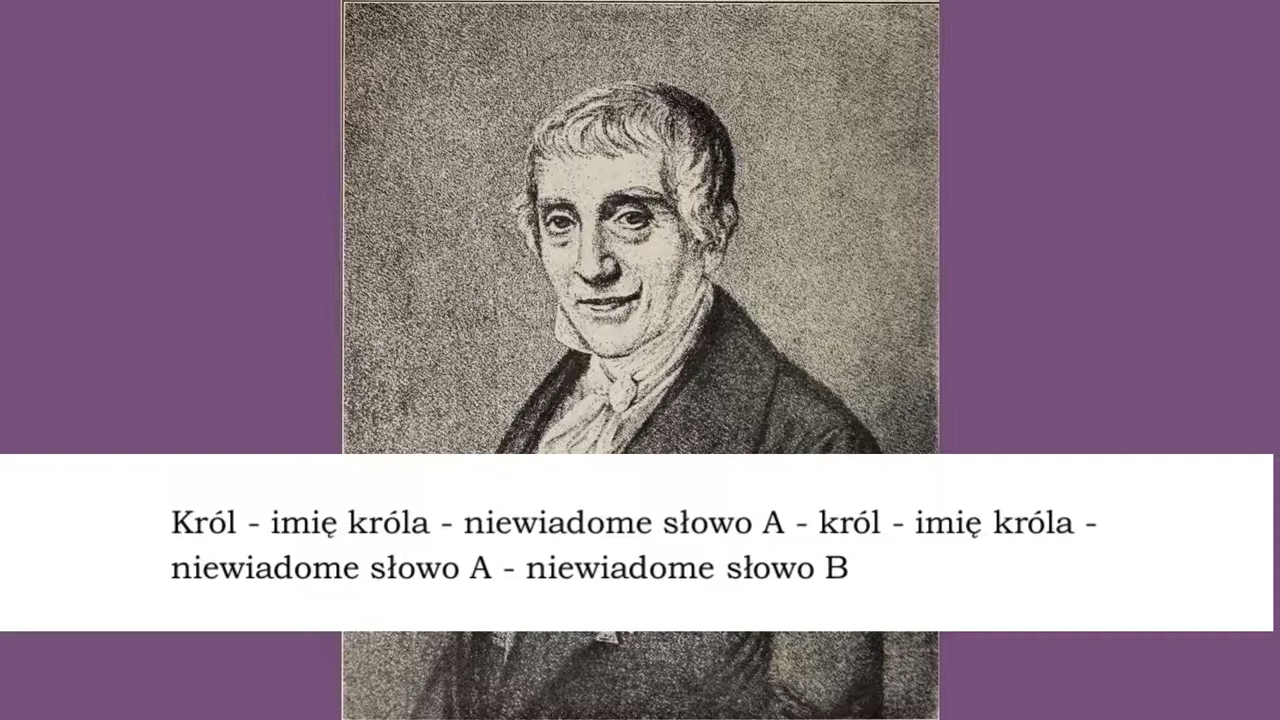 Król - imię króla - niewiadome słowo A - król - imię króla -
niewiadome słowo A - niewiadome słowo B